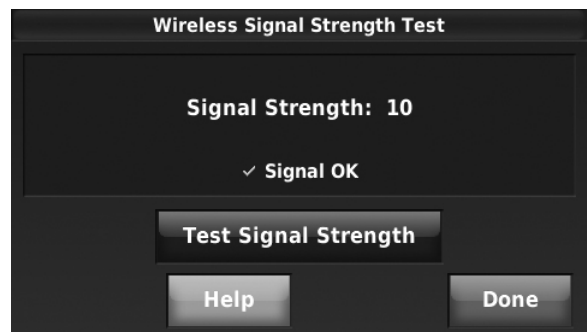 Wireless Signal Strength Test
Signal Strength: 10
✓ Signal OK
Test Signal Strength
Help
Done